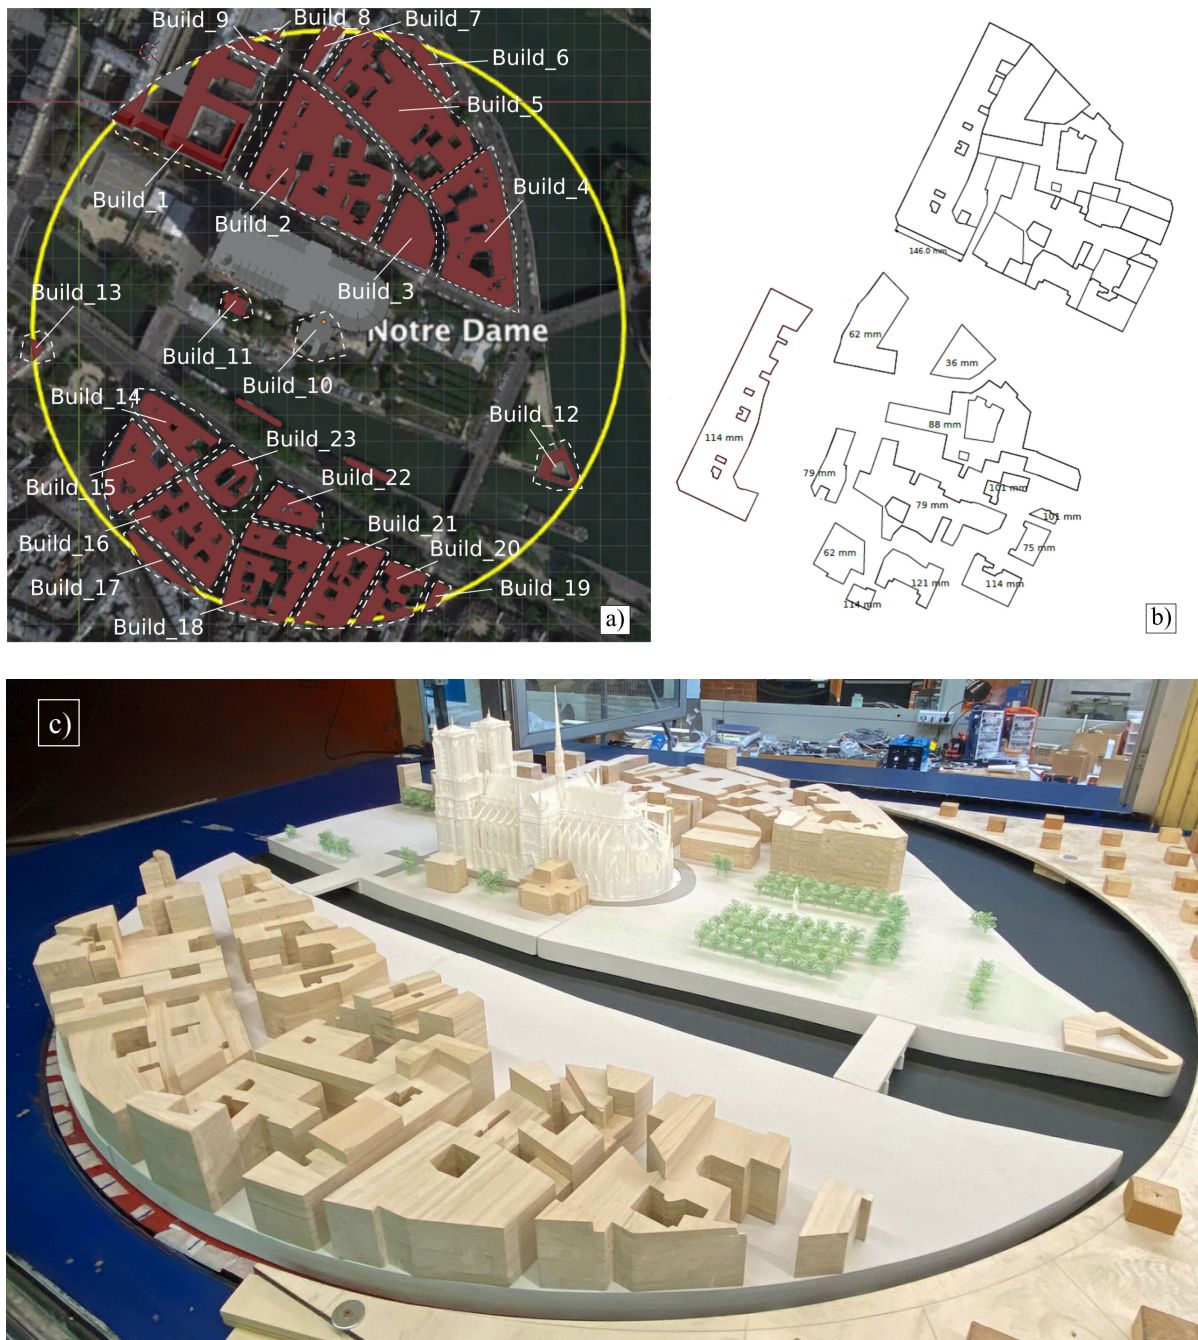 Build_9
Build_8
Build_7
Build_6
Build_5
Build_1
Build_4
Build_2
Build_3
Build_13
Notre Dame
Build_11
Build_10
Build_14
Build_12
Build_23
Build_22
Build_15
Build_21
Build_16
Build_20
Build_17
Build_19
Build_18
a)
146.0 mm
62 mm
36 mm
88 mm
114 mm
79 mm
101 mm
79 mm
101 mm
75 mm
62 mm
121 mm
114 mm
114 mm
b)
c)